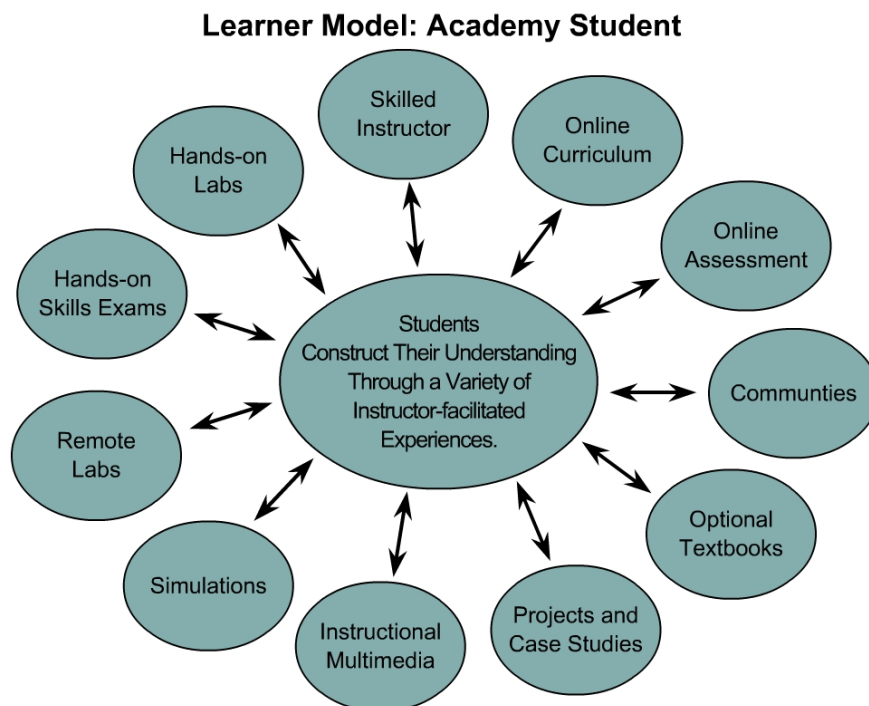 Learner Model: Academy Student
Skilled
Instructor
Online
Curriculum
Online
Assessment
Communties
Optional
Textbooks
Projects and
Case Studies
Instructional
Multimedia
Simulations
Remote
Labs
Hands-on
Skills Exams
Hands-on
Labs
Students
Construct Their Understanding
Through a Variety of
Instructor-facilitated
Experiences.